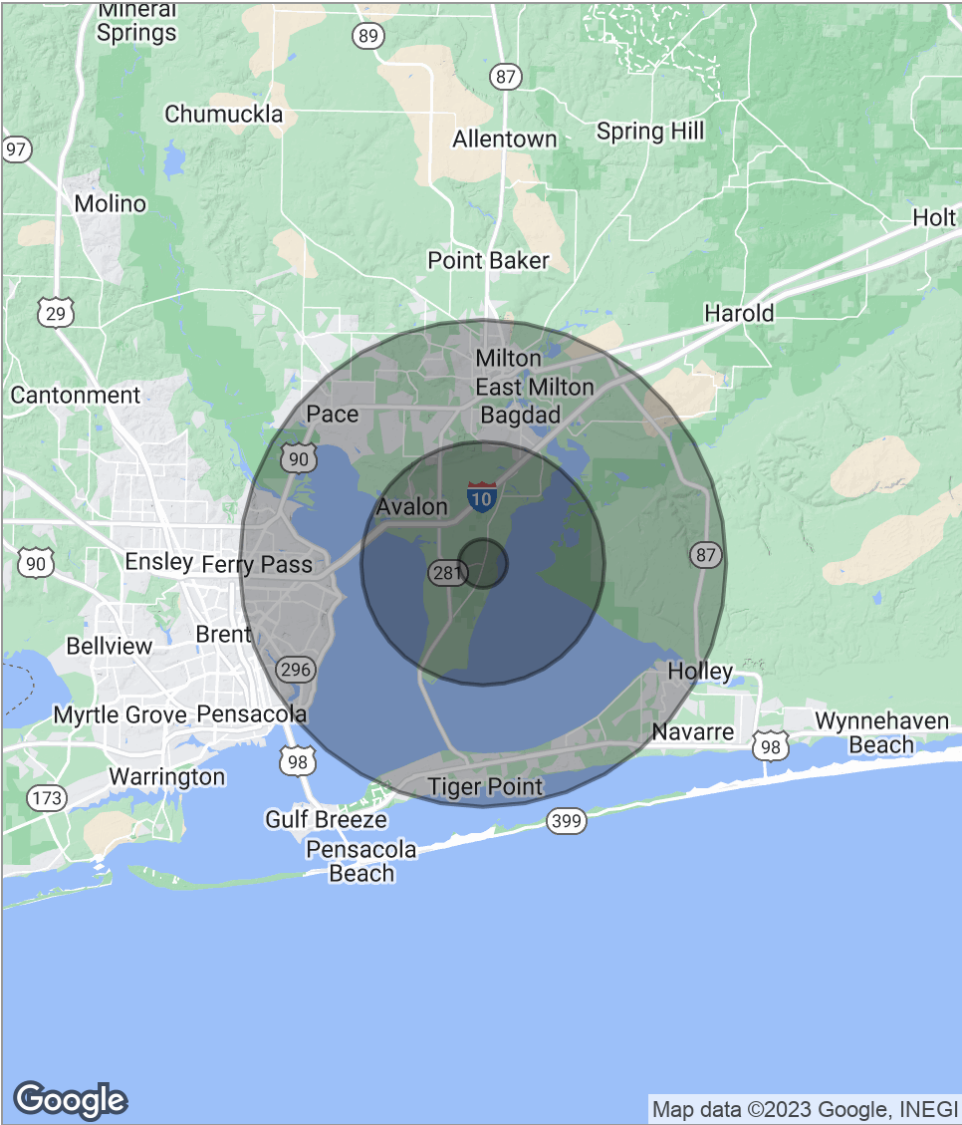 Mineral
Springs
89
87
Chumuckla
Allentown
Spring Hill
97
Molino
Holt
Point Baker
29
Harold
Milton
East Milton
Cantonment
Pace
Bagdad
90
10
Avalon
87
90
Ensley
Ferry Pass
281
Brent
Bellview
296
Holley
Myrtle Grove
Pensacola
Navarre
Wynnehaven
Beach
98
98
Warrington
Tiger Point
173
Gulf Breeze
399
Pensacola
Beach
Google
Map data ©2023 Google, INEGI